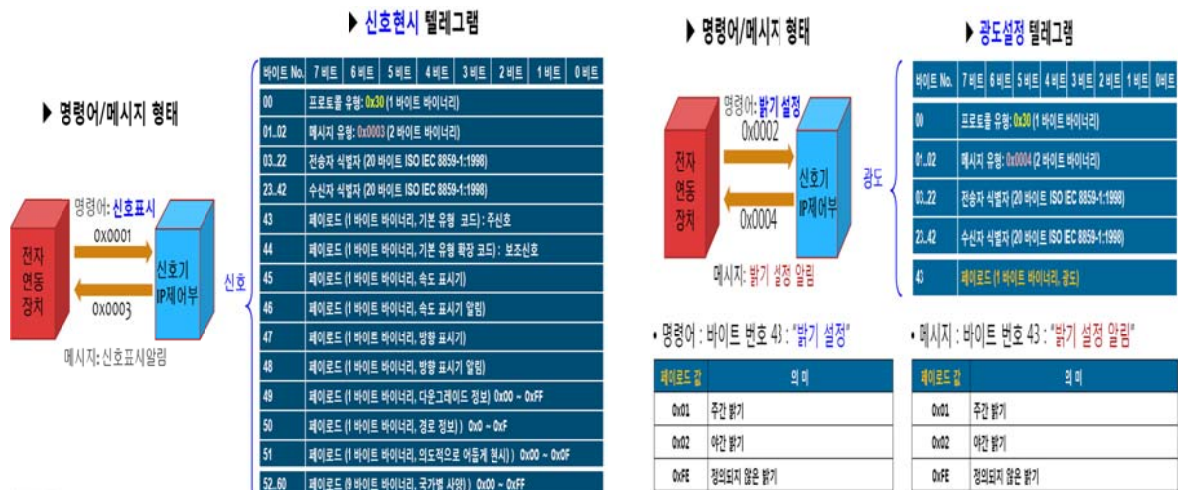 ▶ 신호현시 텔레그램
▶ 명령어/메시지 형태
전자
연동
장치
명령어: 신호표시
0x0001
0x0003
신호기
IP제어부
메시지: 신호표시알림
신호
바이트 No. 7 비트 6 비트 5 비트 4 비트 3 비트 2 비트 1 비트 0 비트
00 프로토콜 유형: 0x30 (1 바이트 바이너리)
01..02 메시지 유형: 0x0003 (2 바이트 바이너리)
03..22 전송자 식별자 (20 바이트 ISO IEC 8859-1:1998)
23..42 수신자 식별자 (20 바이트 ISO IEC 8859-1:1998)
43 페이로드 (1 바이트 바이너리, 기본 유형 코드) : 주신호
44 페이로드 (1 바이트 바이너리, 기본 유형 확장 코드) : 보조신호
45 페이로드 (1 바이트 바이너리, 속도 표시기)
46 페이로드 (1 바이트 바이너리, 속도 표시기 알림)
47 페이로드 (1 바이트 바이너리, 방향 표시기)
48 페이로드 (1 바이트 바이너리, 방향 표시기 알림)
49 페이로드 (1 바이트 바이너리, 다운그레이드 정보) 0x00 ~ 0xFF
50 페이로드 (1 바이트 바이너리, 경로 정보) ) 0x0 ~ 0xF
51 페이로드 (1 바이트 바이너리, 의도적으로 어둡게 현시) ) 0x00 ~ 0x0F
52..60 페이로드 (9 바이트 바이너리, 국가별 사양) ) 0x00 ~ 0xFF
▶ 명령어/메시지 형태
전자
연동
장치
명령어: 밝기 설정
0x0002
0x0004
신호기
IP제어부
메시지: 밝기 설정 알림
광도
▶ 광도설정 텔레그램
바이트 No. 7 비트 6 비트 5 비트 4 비트 3 비트 2 비트 1 비트 0비트
00 프로토콜 유형: 0x30 (1 바이트 바이너리)
01..02 메시지 유형: 0x0004 (2 바이트 바이너리)
03..22 전송자 식별자 (20 바이트 ISO IEC 8859-1:1998)
23..42 수신자 식별자 (20 바이트 ISO IEC 8859-1:1998)
43 페이로드 (1 바이트 바이너리, 광도)
• 명령어 : 바이트 번호 43 : "밝기 설정"
페이로드 값 의 미
0x01 주간 밝기
0x02 야간 밝기
0xFE 정의되지 않은 밝기
• 메시지 : 바이트 번호 43 : "밝기 설정 알림"
페이로드 값 의 미
0x01 주간 밝기
0x02 야간 밝기
0xFE 정의되지 않은 밝기